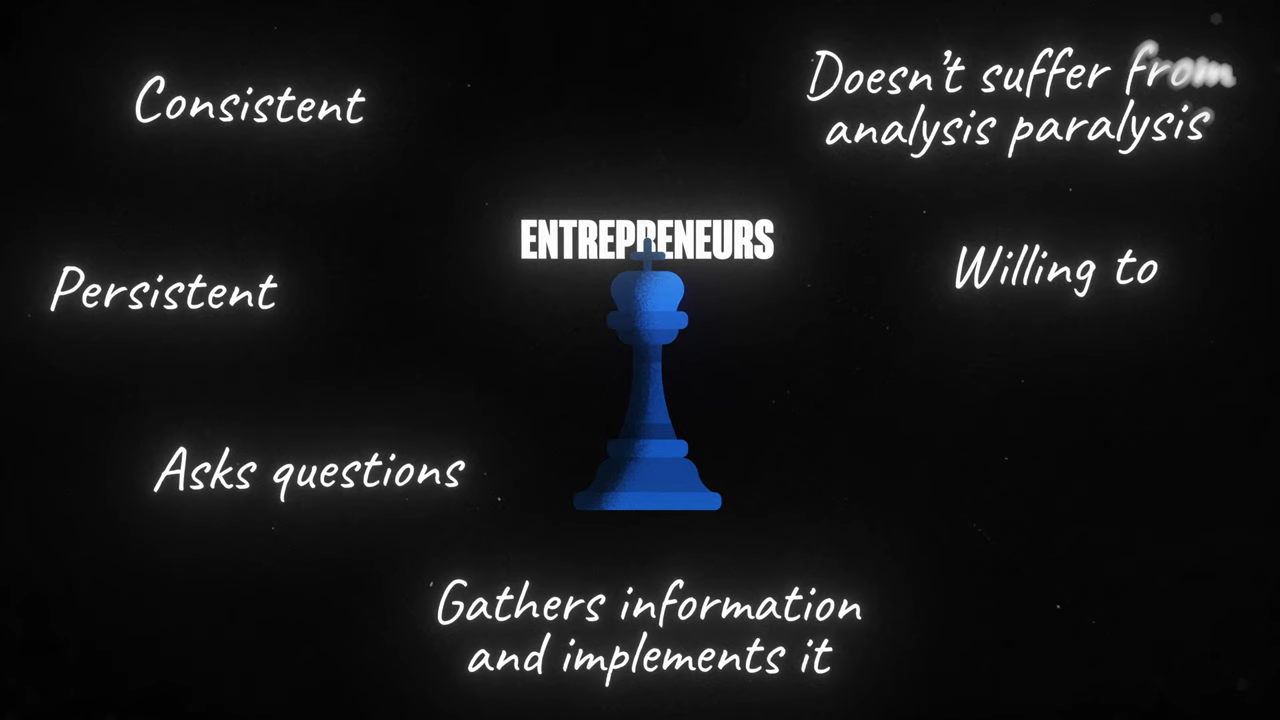 Consistent
Doesn't suffer from
analysis paralysis
ENTREPRENEURS
Persistent
Willing to
Asks questions
Gathers information
and implements it